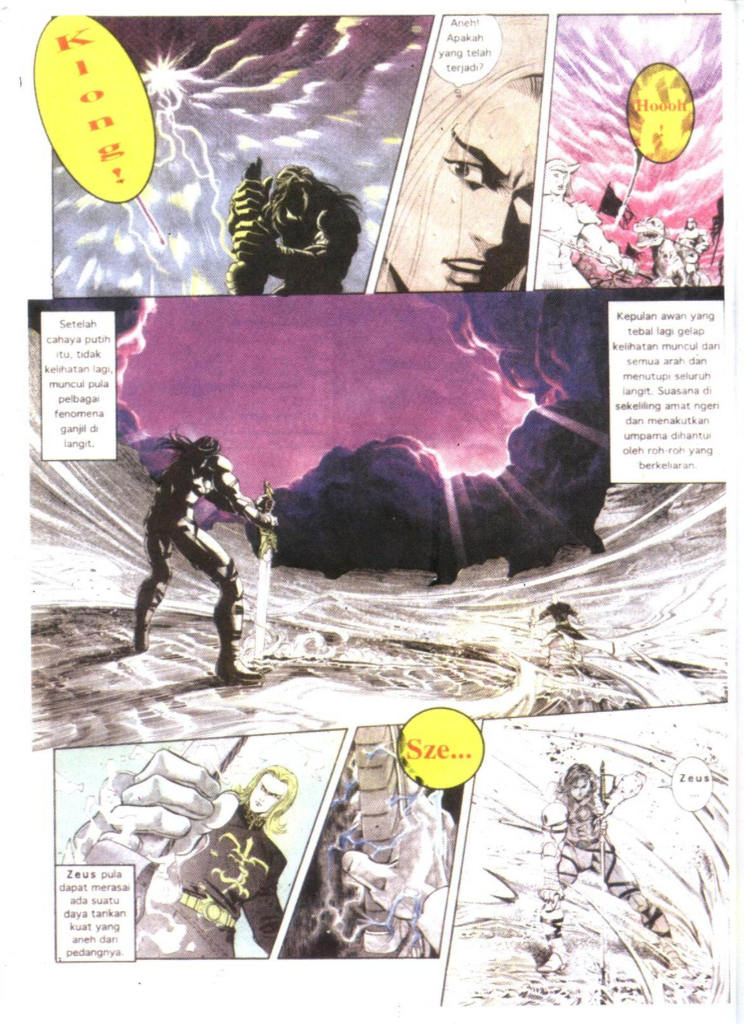 Klong!
Aneh!
Apakah
yang telah
terjadi?
Hoooh
!
Setelah
cahaya putih
itu, tidak
kelihatan lagi,
muncul pula
pelbagai
fenomena
ganjil di
langit.
Kepulan awan yang
tebal lagi gelap
kelihatan muncul dari
semua arah dan
menutupi seluruh
langit. Suasana di
sekeliling amat ngeri
dan menakutkan
umpama dihantui
oleh roh-roh yang
berkeliaran.
Zeus pula
dapat merasai
ada suatu
daya tarikan
kuat yang
aneh dari
pedangnya.
Sze...
Zeus
...